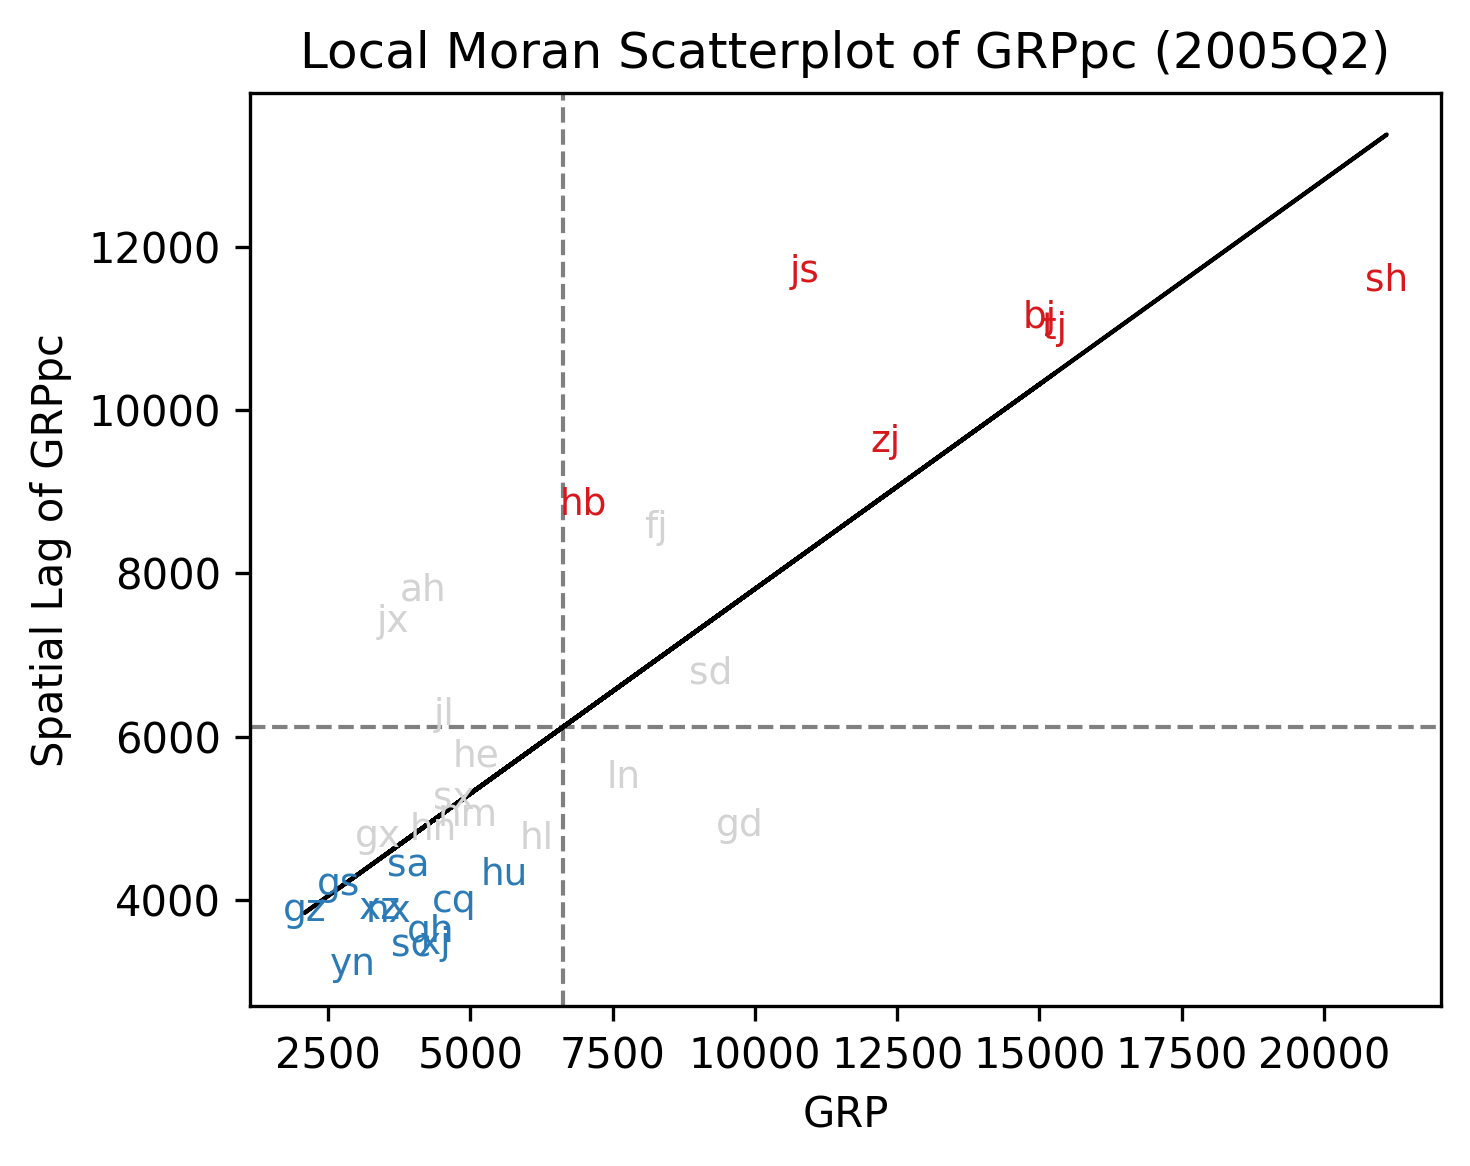 Local Moran Scatterplot of GRPpc (2005Q2)
Spatial Lag of GRPpc
12000
10000
8000
6000
4000
js
sh
bj
tj
zj
hb
fj
ah
jx
sd
jl
he
ln
sx
nm
hn
gx
gd
hl
sa
hu
gs
gz
xz
nx
cq
qh
sc
xj
yn
2500 5000 7500 10000 12500 15000 17500 20000
GRP